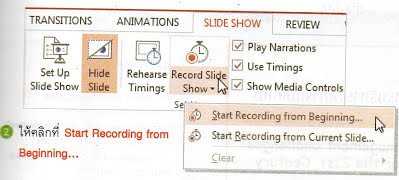 TRANSITIONS ANIMATIONS SLIDE SHOW REVIEW
Set Up Slide Show
Hide Slide
Rehearse Timings
Record Slide Show
Play Narrations
Use Timings
Show Media Controls
Start Recording from Beginning...
Start Recording from Current Slide...
Clear
2 ให้คลิกที่ Start Recording from
Beginning...